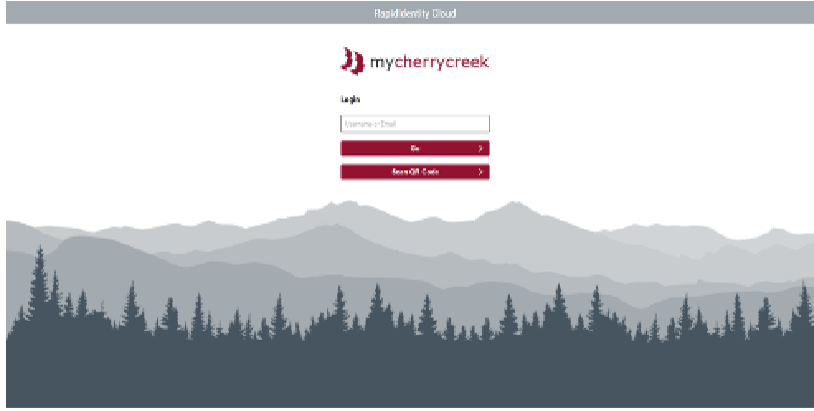 RapidIdentity Cloud
mycherrycreek
Login
Username or Email
Go
Scan QR Code